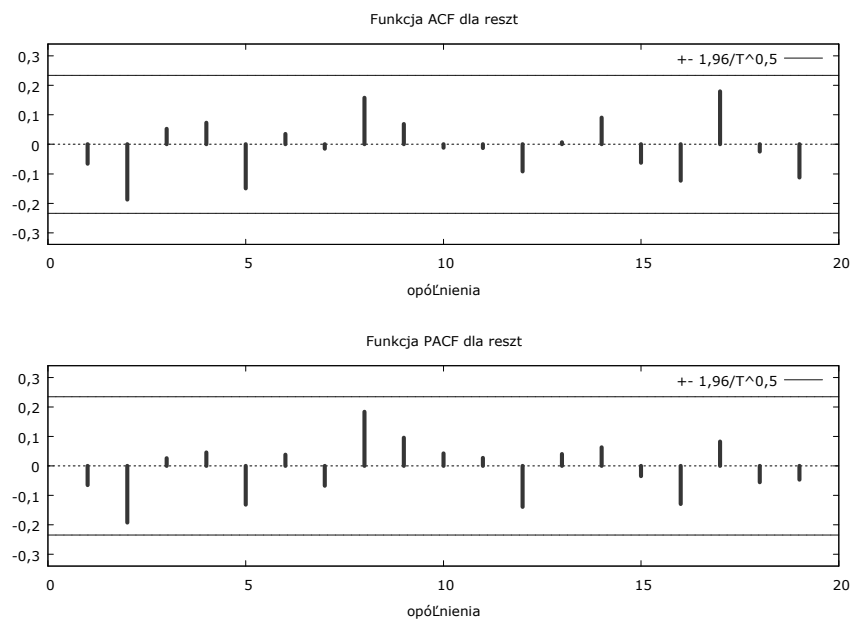 Funkcja ACF dla reszt
+- 1,96/T^0,5
0,3
0,2
0,1
0
-0,1
-0,2
-0,3
0 5 10 15 20
opóĽnienia
Funkcja PACF dla reszt
+- 1,96/T^0,5
0,3
0,2
0,1
0
-0,1
-0,2
-0,3
0 5 10 15 20
opóĽnienia